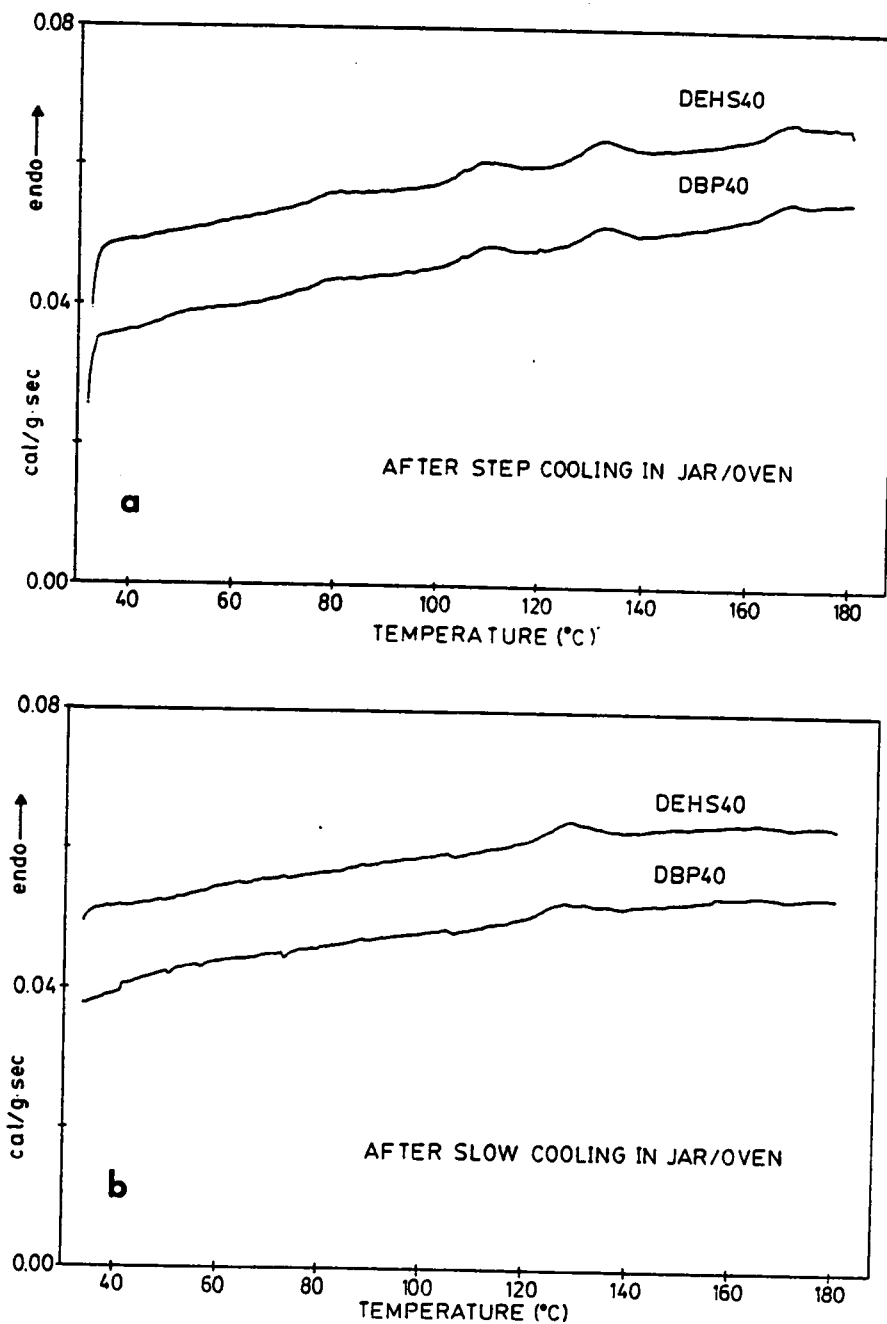 0.08
endo
DEHS40
DBP40
0.04
cal/g·sec
AFTER STEP COOLING IN JAR/OVEN
a
0.00
40 60 80 100 120 140 160 180
TEMPERATURE (°C)
0.08
endo
DEHS40
DBP40
0.04
cal/g·sec
AFTER SLOW COOLING IN JAR/OVEN
b
0.00
40 60 80 100 120 140 160 180
TEMPERATURE (°C)